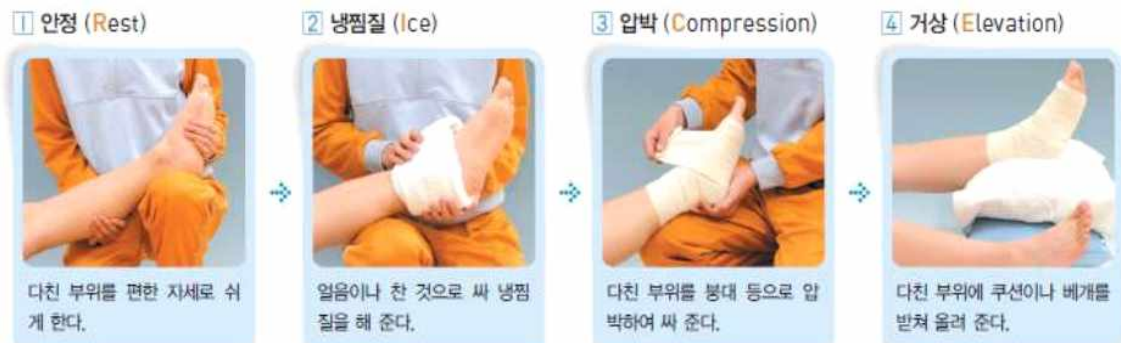 1 안정 (Rest)
다친 부위를 편한 자세로 쉬
게 한다.
2 냉찜질 (Ice)
얼음이나 찬 것으로 싸 냉찜
질을 해 준다.
3 압박 (Compression)
다친 부위를 붕대 등으로 압
박하여 싸 준다.
4 거상 (Elevation)
다친 부위에 쿠션이나 베개를
받쳐 올려 준다.